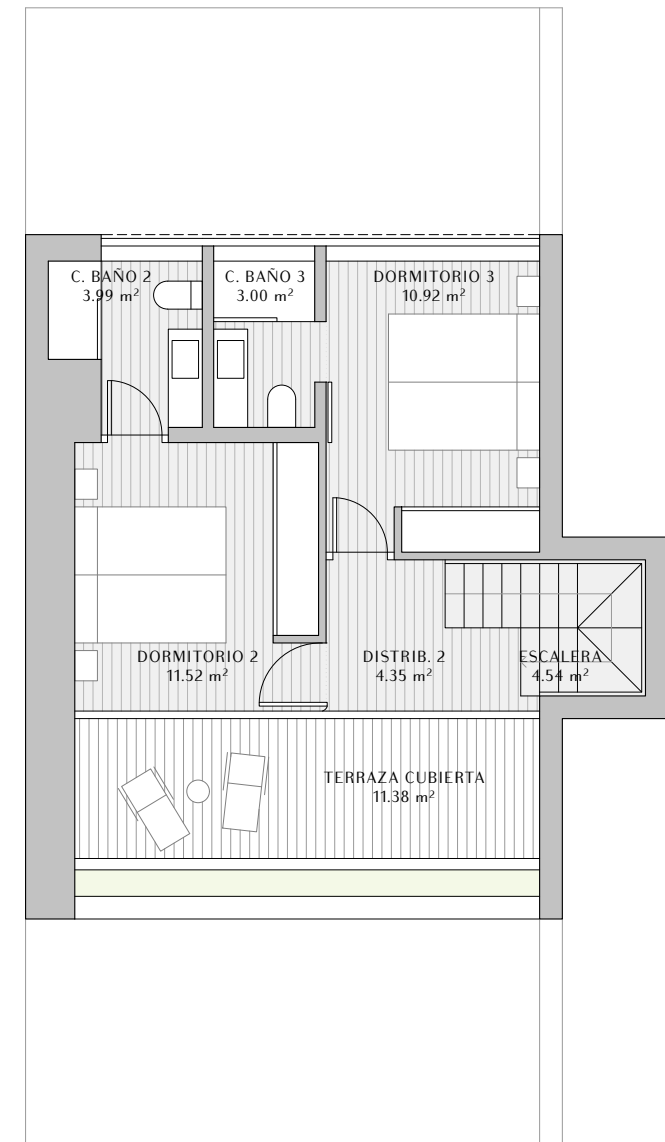 C. BAÑO 2
3.99 m²
C. BAÑO 3
3.00 m²
DORMITORIO 3
10.92 m²
DORMITORIO 2
11.52 m²
DISTRIB. 2
4.35 m²
ESCALERA
4.54 m²
TERRAZA CUBIERTA
11.38 m²